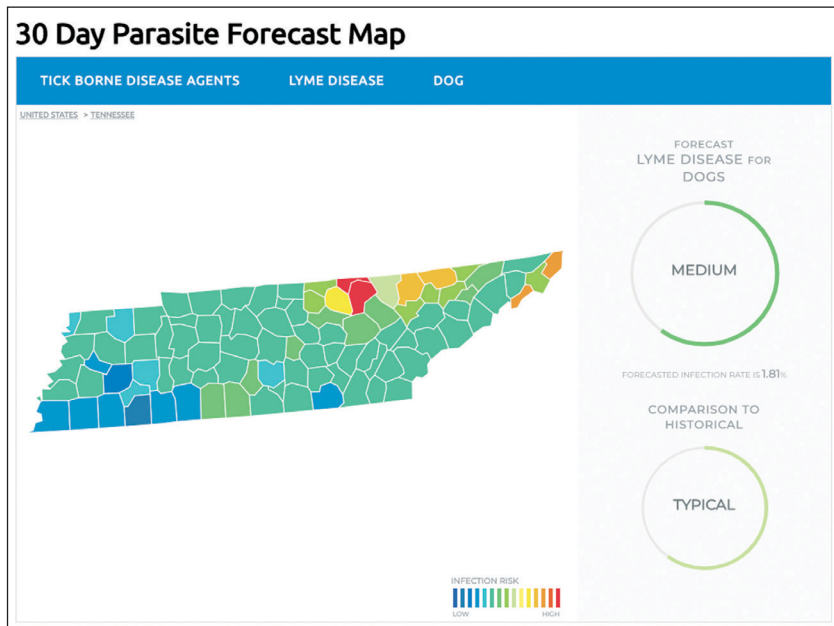 30 Day Parasite Forecast Map
TICK BORNE DISEASE AGENTS LYME DISEASE DOG
UNITED STATES > TENNESSEE
FORECAST
LYME DISEASE FOR
DOGS
MEDIUM
FORECASTED INFECTION RATE IS 1.81%
COMPARISON TO
HISTORICAL
TYPICAL
INFECTION RISK
LOW HIGH